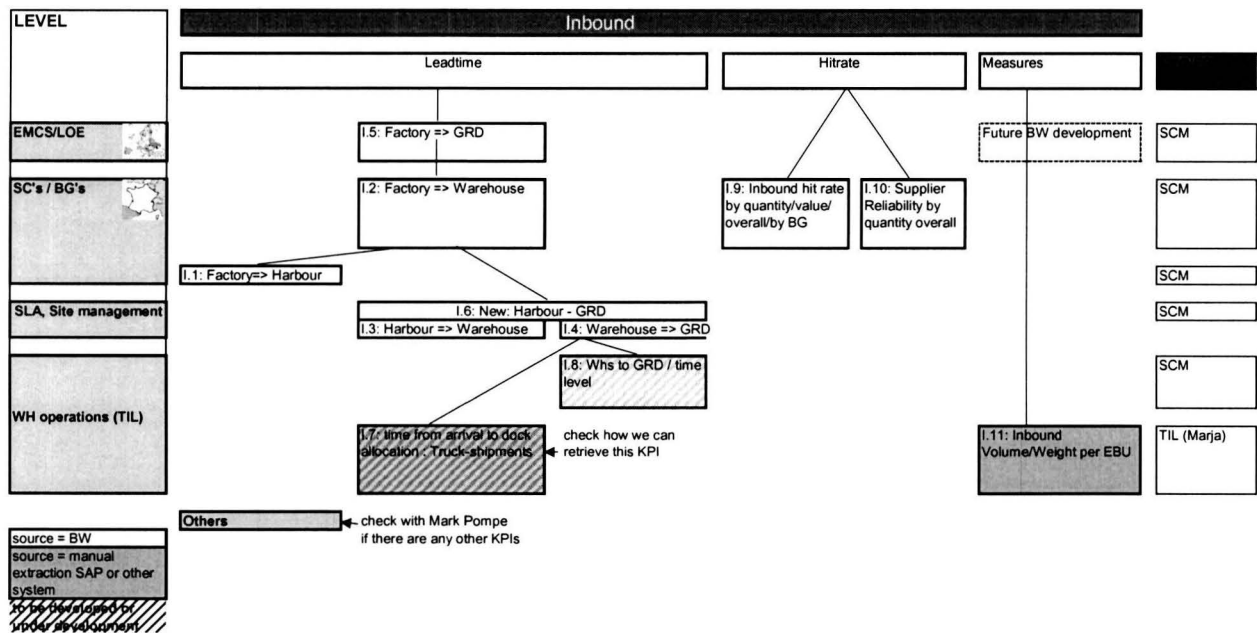 LEVEL
Inbound
Leadtime
Hitrate
Measures
EMCS/LOE
I.5: Factory => GRD
Future BW development
SCM
SC's / BG's
I.2: Factory => Warehouse
I.9: Inbound hit rate
by quantity/value/
overall/by BG
I.10: Supplier
Reliability by
quantity overall
SCM
I.1: Factory=> Harbour
SCM
SLA, Site management
I.6: New: Harbour - GRD
SCM
I.3: Harbour => Warehouse
I.4: Warehouse => GRD
I.8: Whs to GRD / time
level
SCM
WH operations (TIL)
I.7: time from arrival to dock
allocation : Truck-shipments
check how we can
retrieve this KPI
I.11: Inbound
Volume/Weight per EBU
TIL (Marja)
Others
check with Mark Pompe
if there are any other KPIs
source = BW
source = manual
extraction SAP or other
system
to be developed or
under development